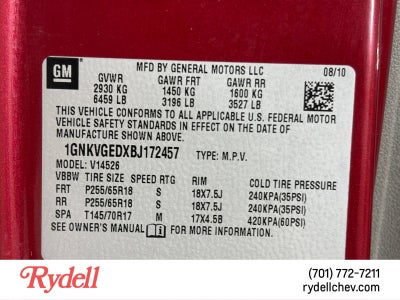 GM
MFD BY GENERAL MOTORS LLC 08/10
GVWR GAWR FRT GAWR RR
2930 KG 1450 KG 1600 KG
6459 LB 3196 LB 3527 LB
THIS VEHICLE CONFORMS TO ALL APPLICABLE U.S. FEDERAL MOTOR
VEHICLE SAFETY STANDARDS IN EFFECT ON THE DATE OF
MANUFACTURE SHOWN ABOVE.
1GNKVGEDXBJ172457 TYPE: M.P.V.
MODEL: V14526
VBBW TIRE SIZE SPEED RTG RIM COLD TIRE PRESSURE
FRT P255/65R18 S 18X7.5J 240KPA(35PSI)
RR P255/65R18 S 18X7.5J 240KPA(35PSI)
SPA T145/70R17 M 17X4.5B 420KPA(60PSI)
SEE OWNER'S MANUAL FOR MORE INFORMATION.
Rydell
(701) 772-7211
rydellchev.com